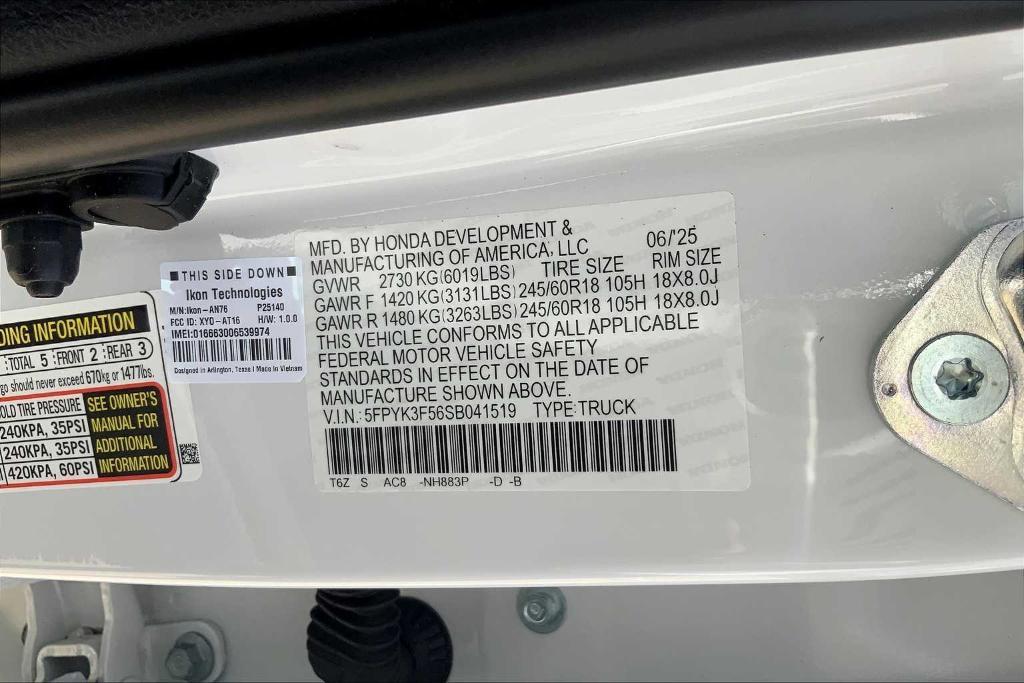 MFD. BY HONDA DEVELOPMENT &
MANUFACTURING OF AMERICA, LLC 06/'25
GVWR 2730 KG(6019LBS) TIRE SIZE RIM SIZE
GAWR F 1420 KG(3131LBS) 245/60R18 105H 18X8.0J
GAWR R 1480 KG(3263LBS) 245/60R18 105H 18X8.0J
THIS VEHICLE CONFORMS TO ALL APPLICABLE
FEDERAL MOTOR VEHICLE SAFETY
STANDARDS IN EFFECT ON THE DATE OF
MANUFACTURE SHOWN ABOVE.
V.I.N.: 5FPYK3F56SB041519 TYPE: TRUCK
T6Z S AC8 -NH883P -D -B
THIS SIDE DOWN
Ikon Technologies
M/N:Ikon-AN76 P25140
FCC ID: XYO-AT16 H/W: 1.0.0
IMEI:016663006539974
Designed in Arlington, Texas | Made in Vietnam
DING INFORMATION
: TOTAL 5 : FRONT 2 : REAR 3
go should never exceed 670kg or 1477lbs.
OLD TIRE PRESSURE
240KPA, 35PSI
240KPA, 35PSI
420KPA, 60PSI
SEE OWNER'S
MANUAL FOR
ADDITIONAL
INFORMATION